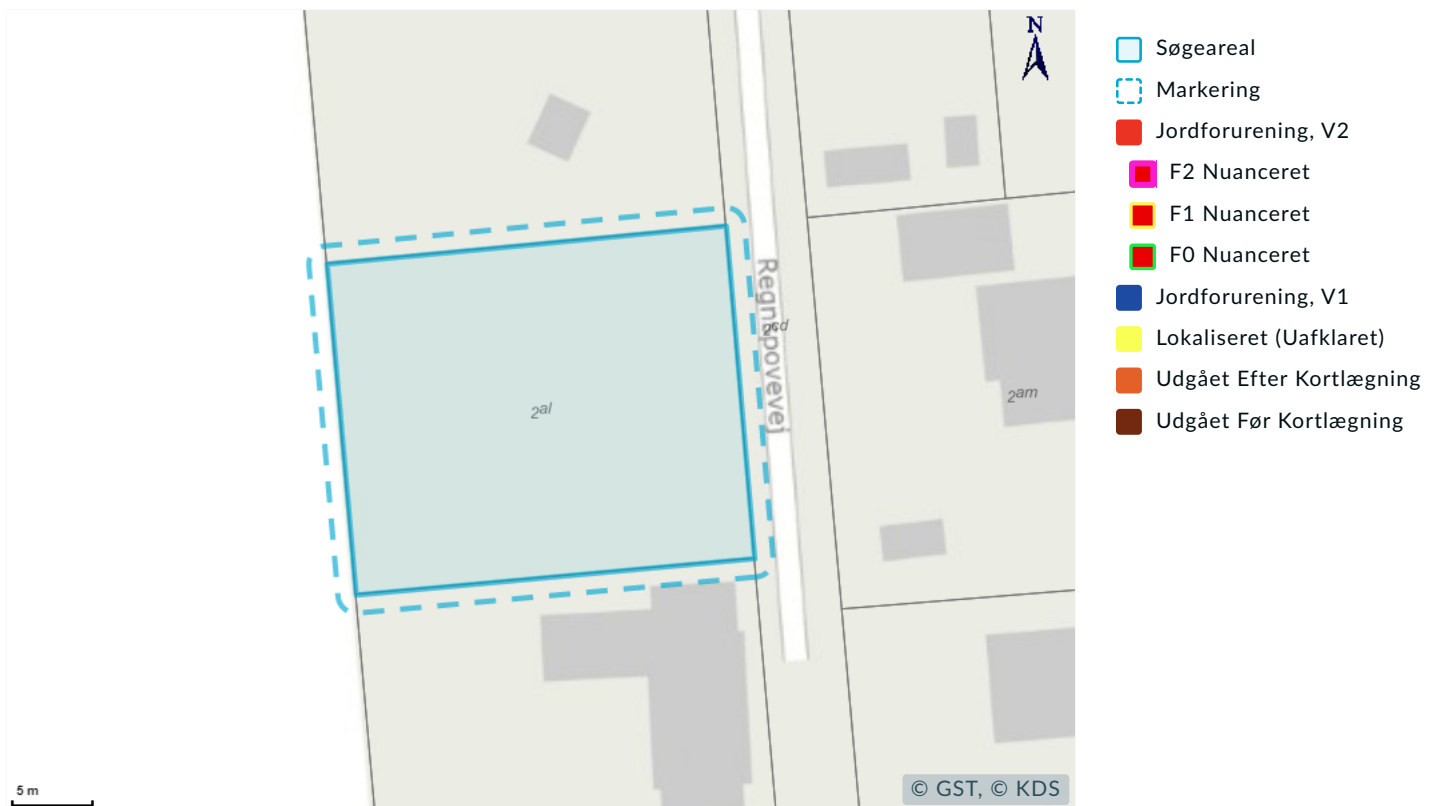 N
Regnspovevej
2al
2am
5 m
© GST, © KDS
Søgeareal
Markering
Jordforurening, V2
F2 Nuanceret
F1 Nuanceret
F0 Nuanceret
Jordforurening, V1
Lokaliseret (Uafklaret)
Udgået Efter Kortlægning
Udgået Før Kortlægning